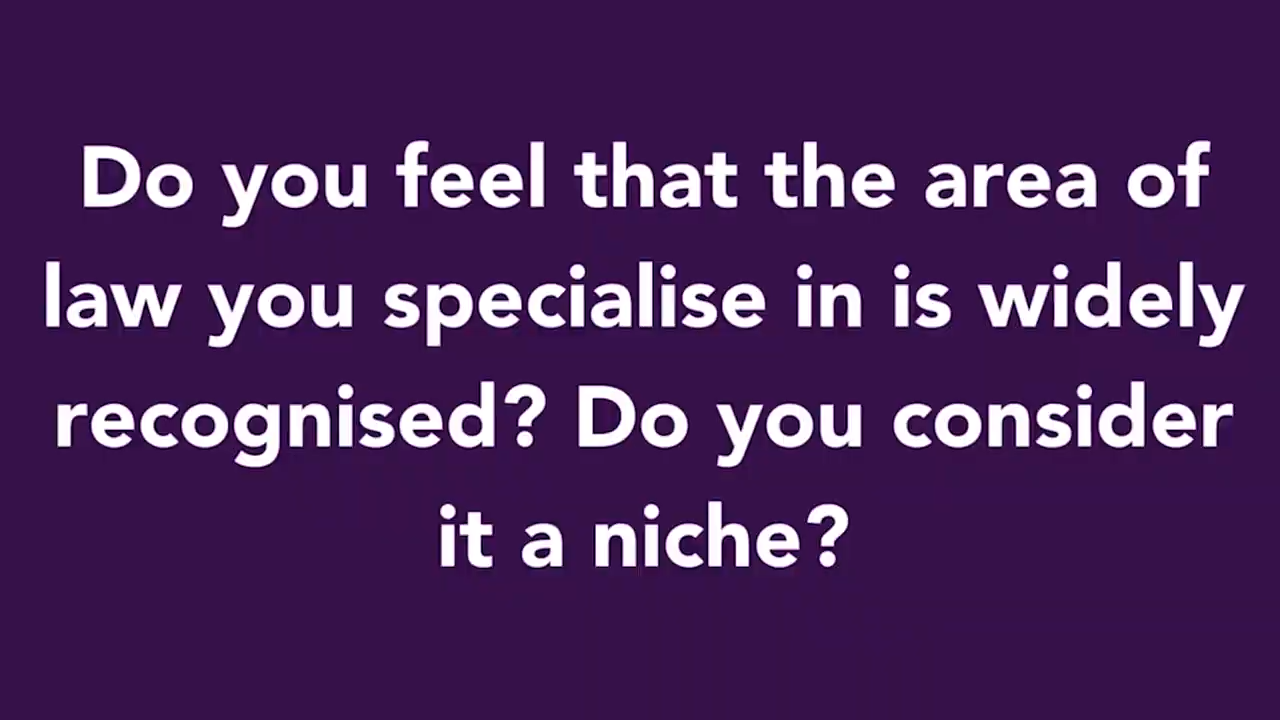 Do you feel that the area of
law you specialise in is widely
recognised? Do you consider
it a niche?